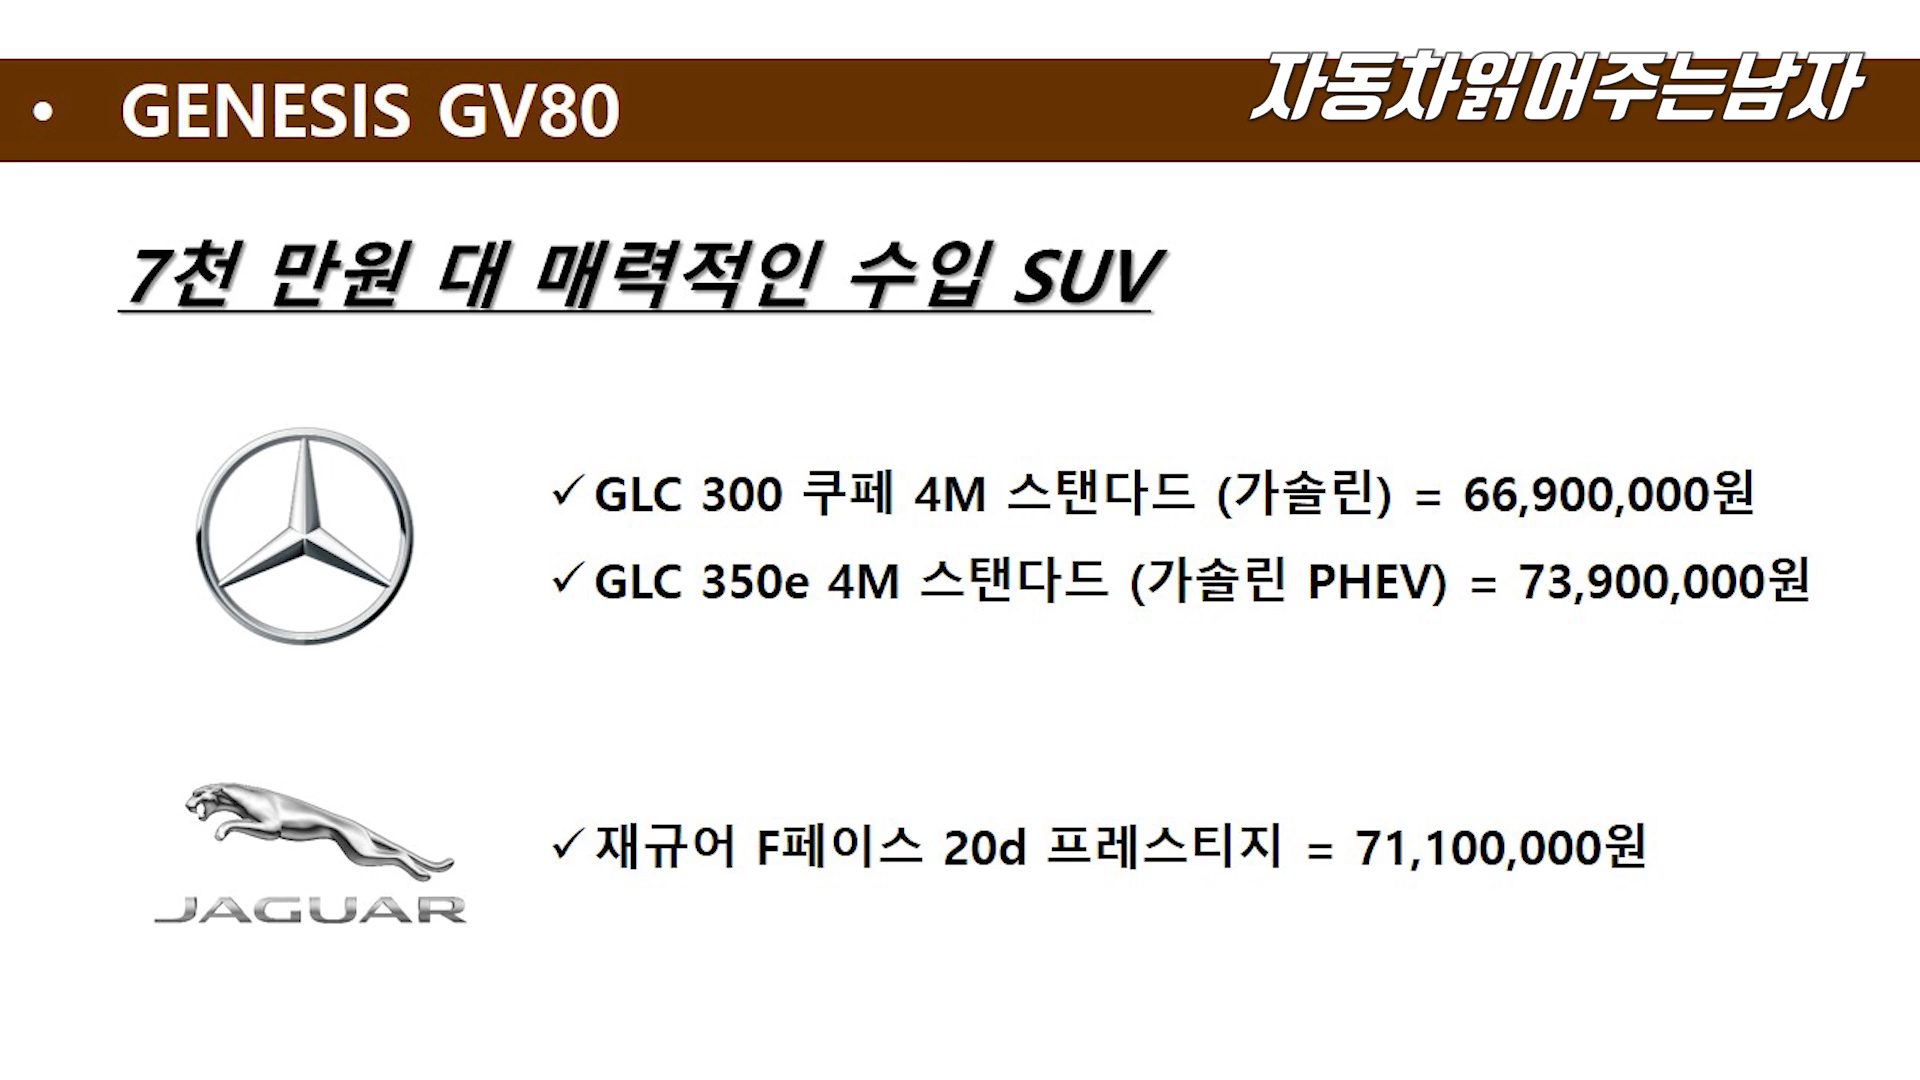 • GENESIS GV80
자동차읽어주는남자
7천 만원 대 매력적인 수입 SUV
✓ GLC 300 쿠페 4M 스탠다드 (가솔린) = 66,900,000원
✓ GLC 350e 4M 스탠다드 (가솔린 PHEV) = 73,900,000원
✓ 재규어 F페이스 20d 프레스티지 = 71,100,000원
JAGUAR